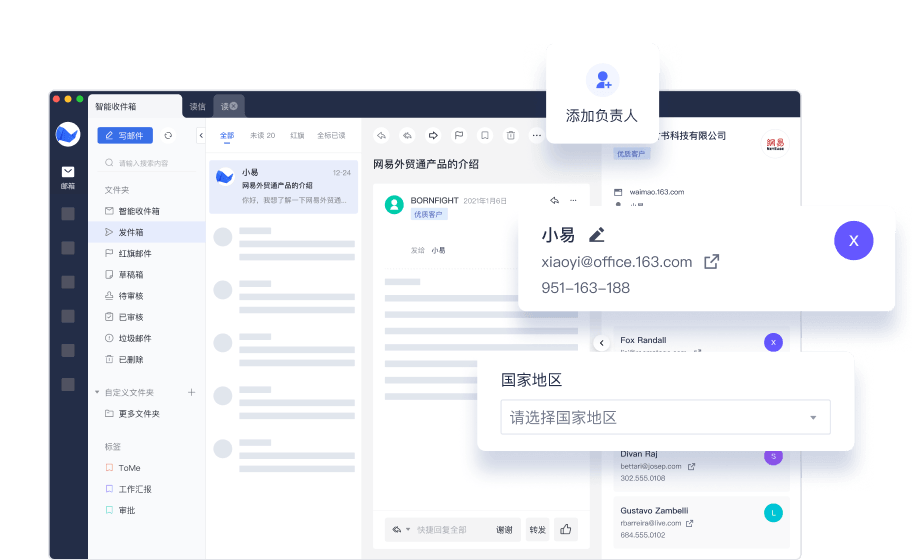 智能收件箱
读信
读
邮箱
写邮件
请输入搜索内容
文件夹
智能收件箱
发件箱
红旗邮件
草稿箱
待审核
已审核
垃圾邮件
已删除
自定义文件夹
更多文件夹
标签
ToMe
工作汇报
审批
全部
未读 20
红旗
全标已读
小易
12-24
网易外贸通产品的介绍
你好，我想了解一下网易外贸通...
网易外贸通产品的介绍
BORNFIGHT
2021年1月6日
优质客户
发给 小易
快捷回复全部
谢谢
转发
添加负责人
书科技有限公司
网易
优质客户
waimao.163.com
小易
xiaoyi@office.163.com
951-163-188
X
Fox Randall
X
国家地区
请选择国家地区
Divan Raj
bettari@josep.com
302.555.0108
S
Gustavo Zambelli
rbarreira@live.com
684.555.0102
L